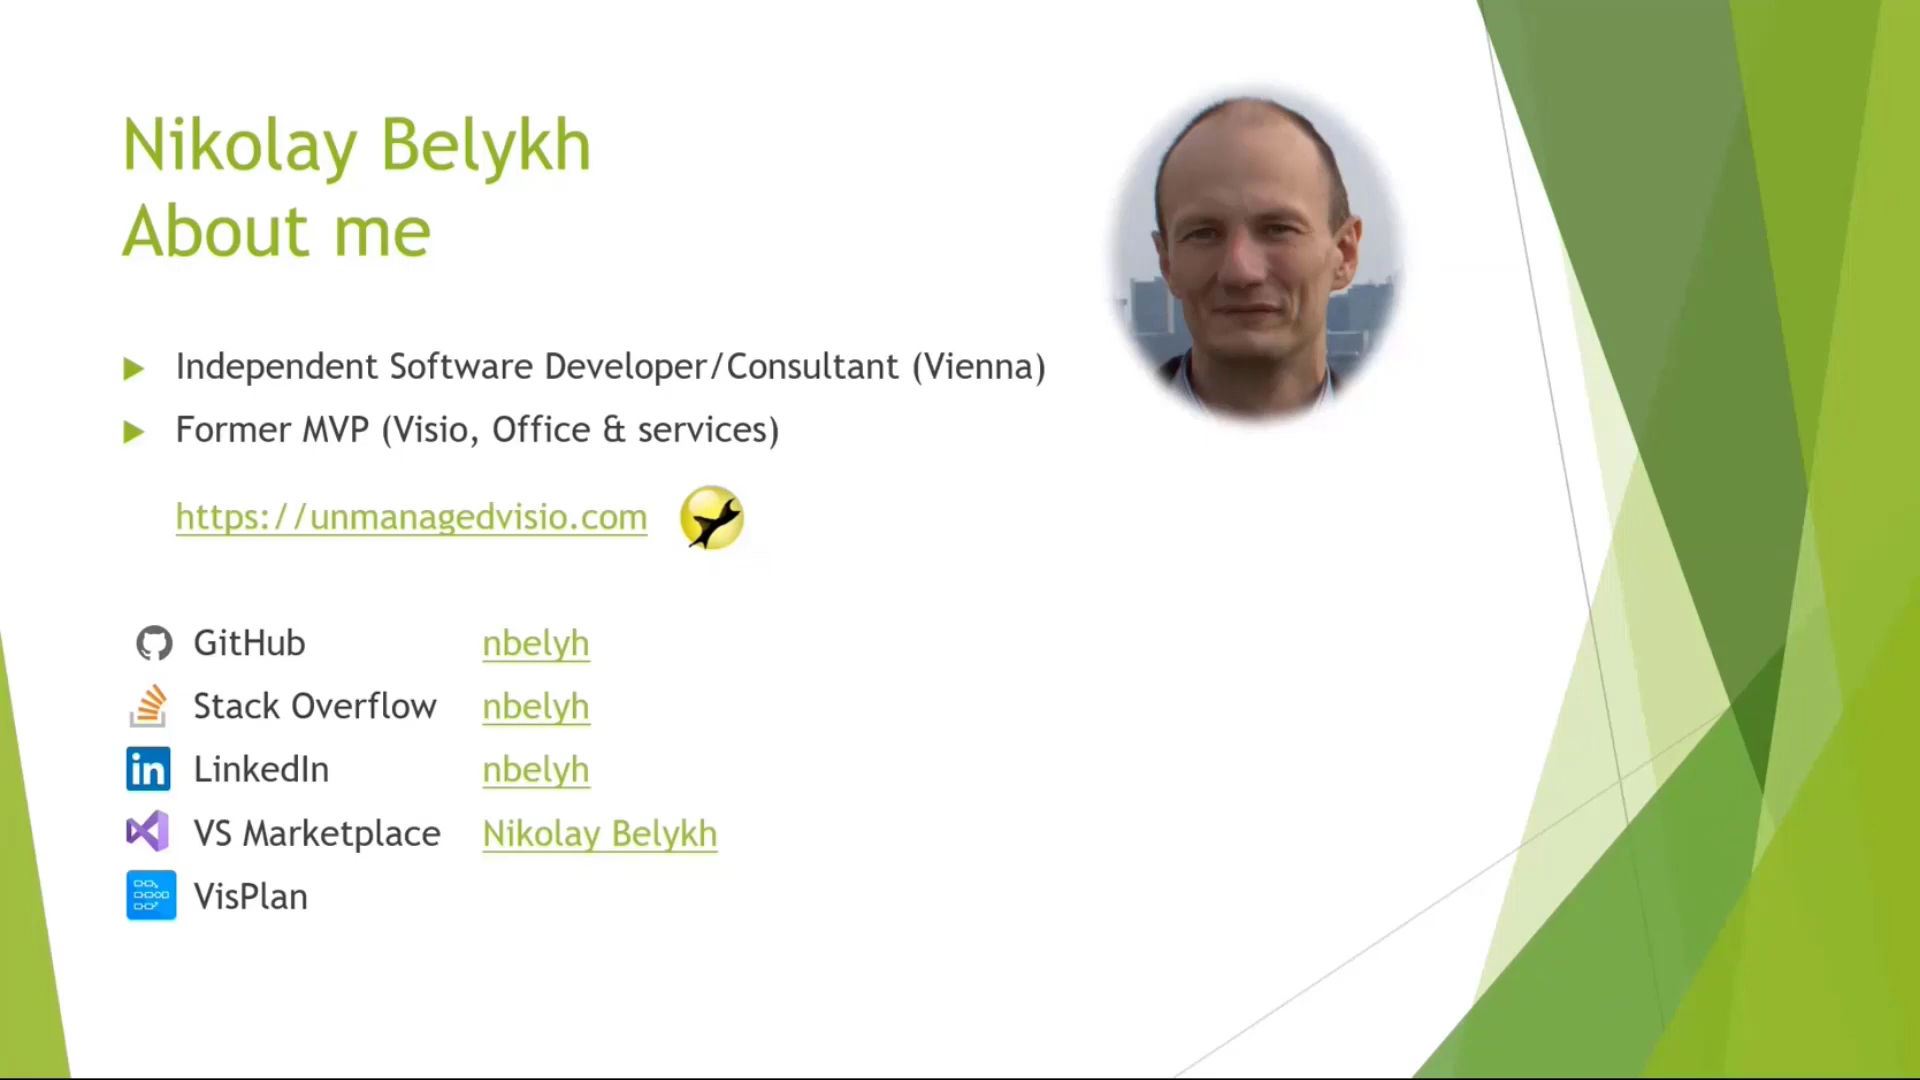 Nikolay Belykh
About me
Independent Software Developer/Consultant (Vienna)
Former MVP (Visio, Office & services)
https://unmanagedvisio.com
GitHub nbelyh
Stack Overflow nbelyh
in LinkedIn nbelyh
VS Marketplace Nikolay Belykh
VisPlan